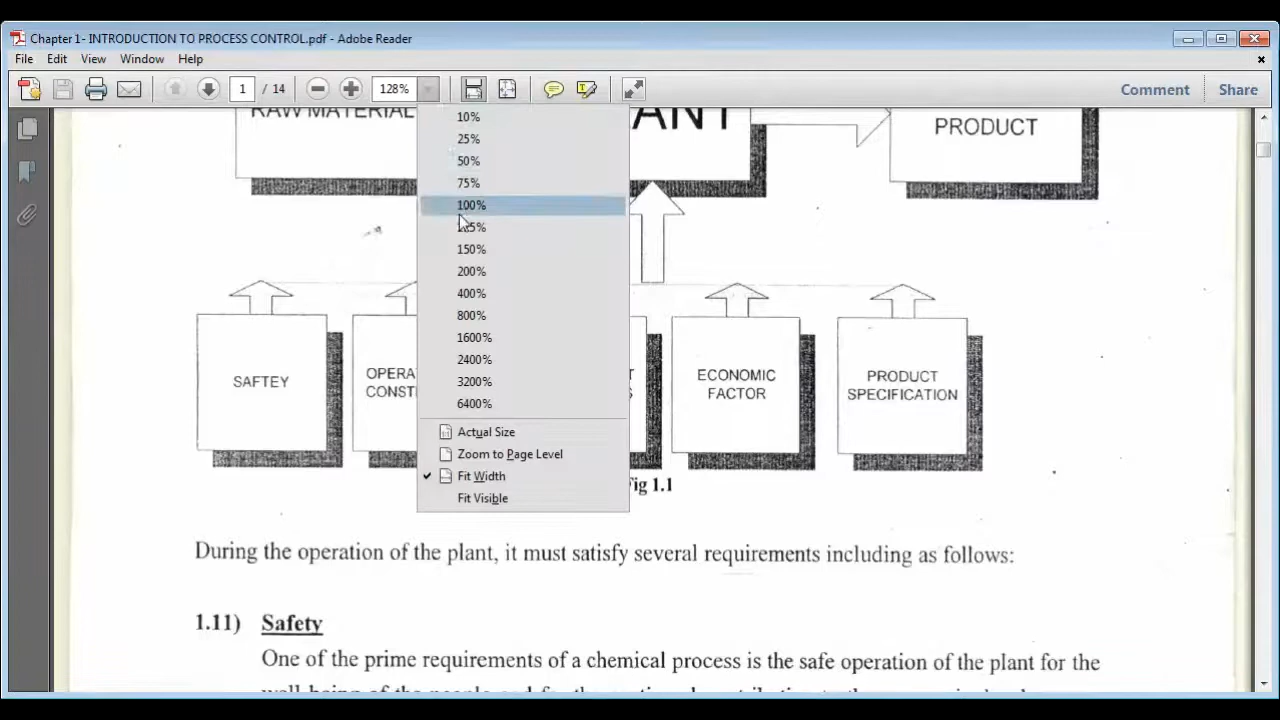 Chapter 1- INTRODUCTION TO PROCESS CONTROL.pdf - Adobe Reader
File Edit View Window Help
1 / 14 128% Comment Share
RAW MATERIAL
ANT
PRODUCT
10%
25%
50%
75%
100%
150%
200%
400%
800%
1600%
2400%
3200%
6400%
Actual Size
Zoom to Page Level
Fit Width
Fit Visible
SAFTEY
OPERA
CONST
ECONOMIC
FACTOR
PRODUCT
SPECIFICATION
Fig 1.1
During the operation of the plant, it must satisfy several requirements including as follows:
1.11) Safety
One of the prime requirements of a chemical process is the safe operation of the plant for the